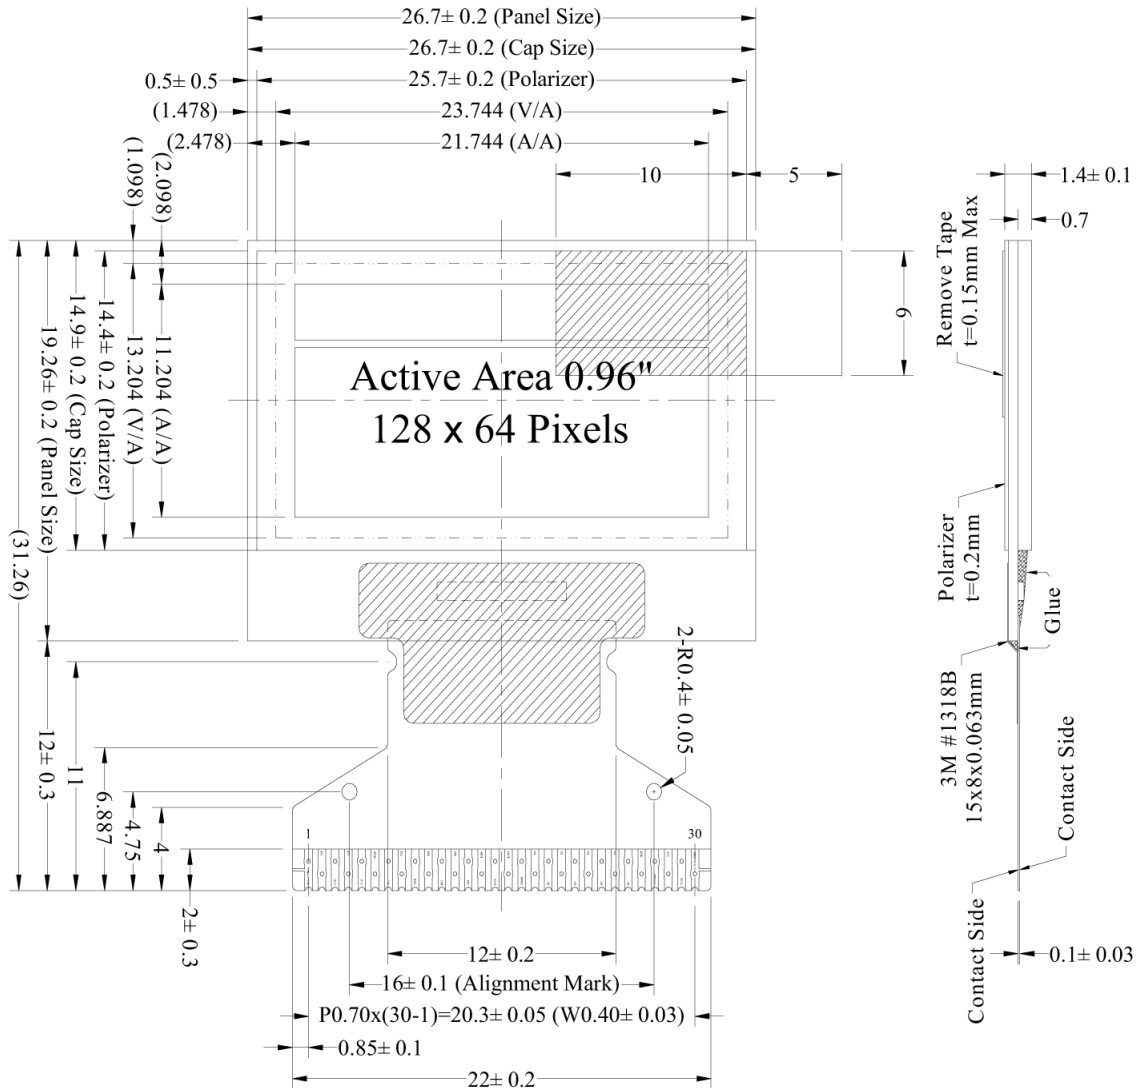 26.7± 0.2 (Panel Size)
26.7± 0.2 (Cap Size)
0.5± 0.5
25.7± 0.2 (Polarizer)
(1.478)
23.744 (V/A)
(2.478)
21.744 (A/A)
(1.098)
(2.098)
10
5
1.4± 0.1
0.7
Remove Tape
t=0.15mm Max
9
Active Area 0.96"
128 x 64 Pixels
11.204 (A/A)
13.204 (V/A)
14.4± 0.2 (Polarizer)
14.9± 0.2 (Cap Size)
19.26± 0.2 (Panel Size)
(31.26)
Polarizer
t=0.2mm
Glue
2-R0.4± 0.05
3M #1318B
15x8x0.063mm
Contact Side
12± 0.3
11
6.887
4.75
4
1
30
2± 0.3
Contact Side
12± 0.2
0.1± 0.03
16± 0.1 (Alignment Mark)
P0.70x(30-1)=20.3± 0.05 (W0.40± 0.03)
0.85± 0.1
22± 0.2